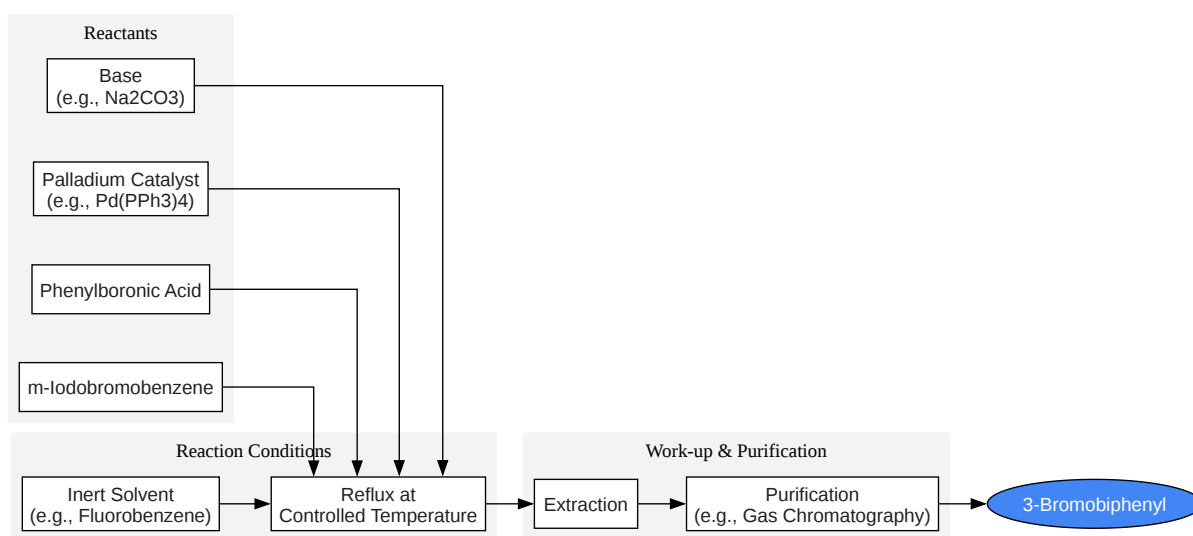 Reactants
Base
(e.g., Na2CO3)
Palladium Catalyst
(e.g., Pd(PPh3)4)
Phenylboronic Acid
m-Iodobromobenzene
Reaction Conditions
Inert Solvent
(e.g., Fluorobenzene)
Reflux at
Controlled Temperature
Work-up & Purification
Extraction
Purification
(e.g., Gas Chromatography)
3-Bromobiphenyl